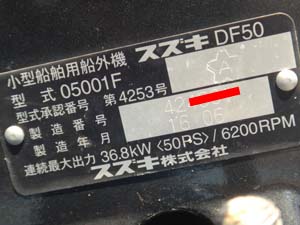 小型船舶用船外機 スズキ DF50
型式 05001F
型式承認番号 第4253号
製造番号
製造年月 16.06
連続最大出力 36.8kW〈50PS〉/6200RPM
スズキ株式会社